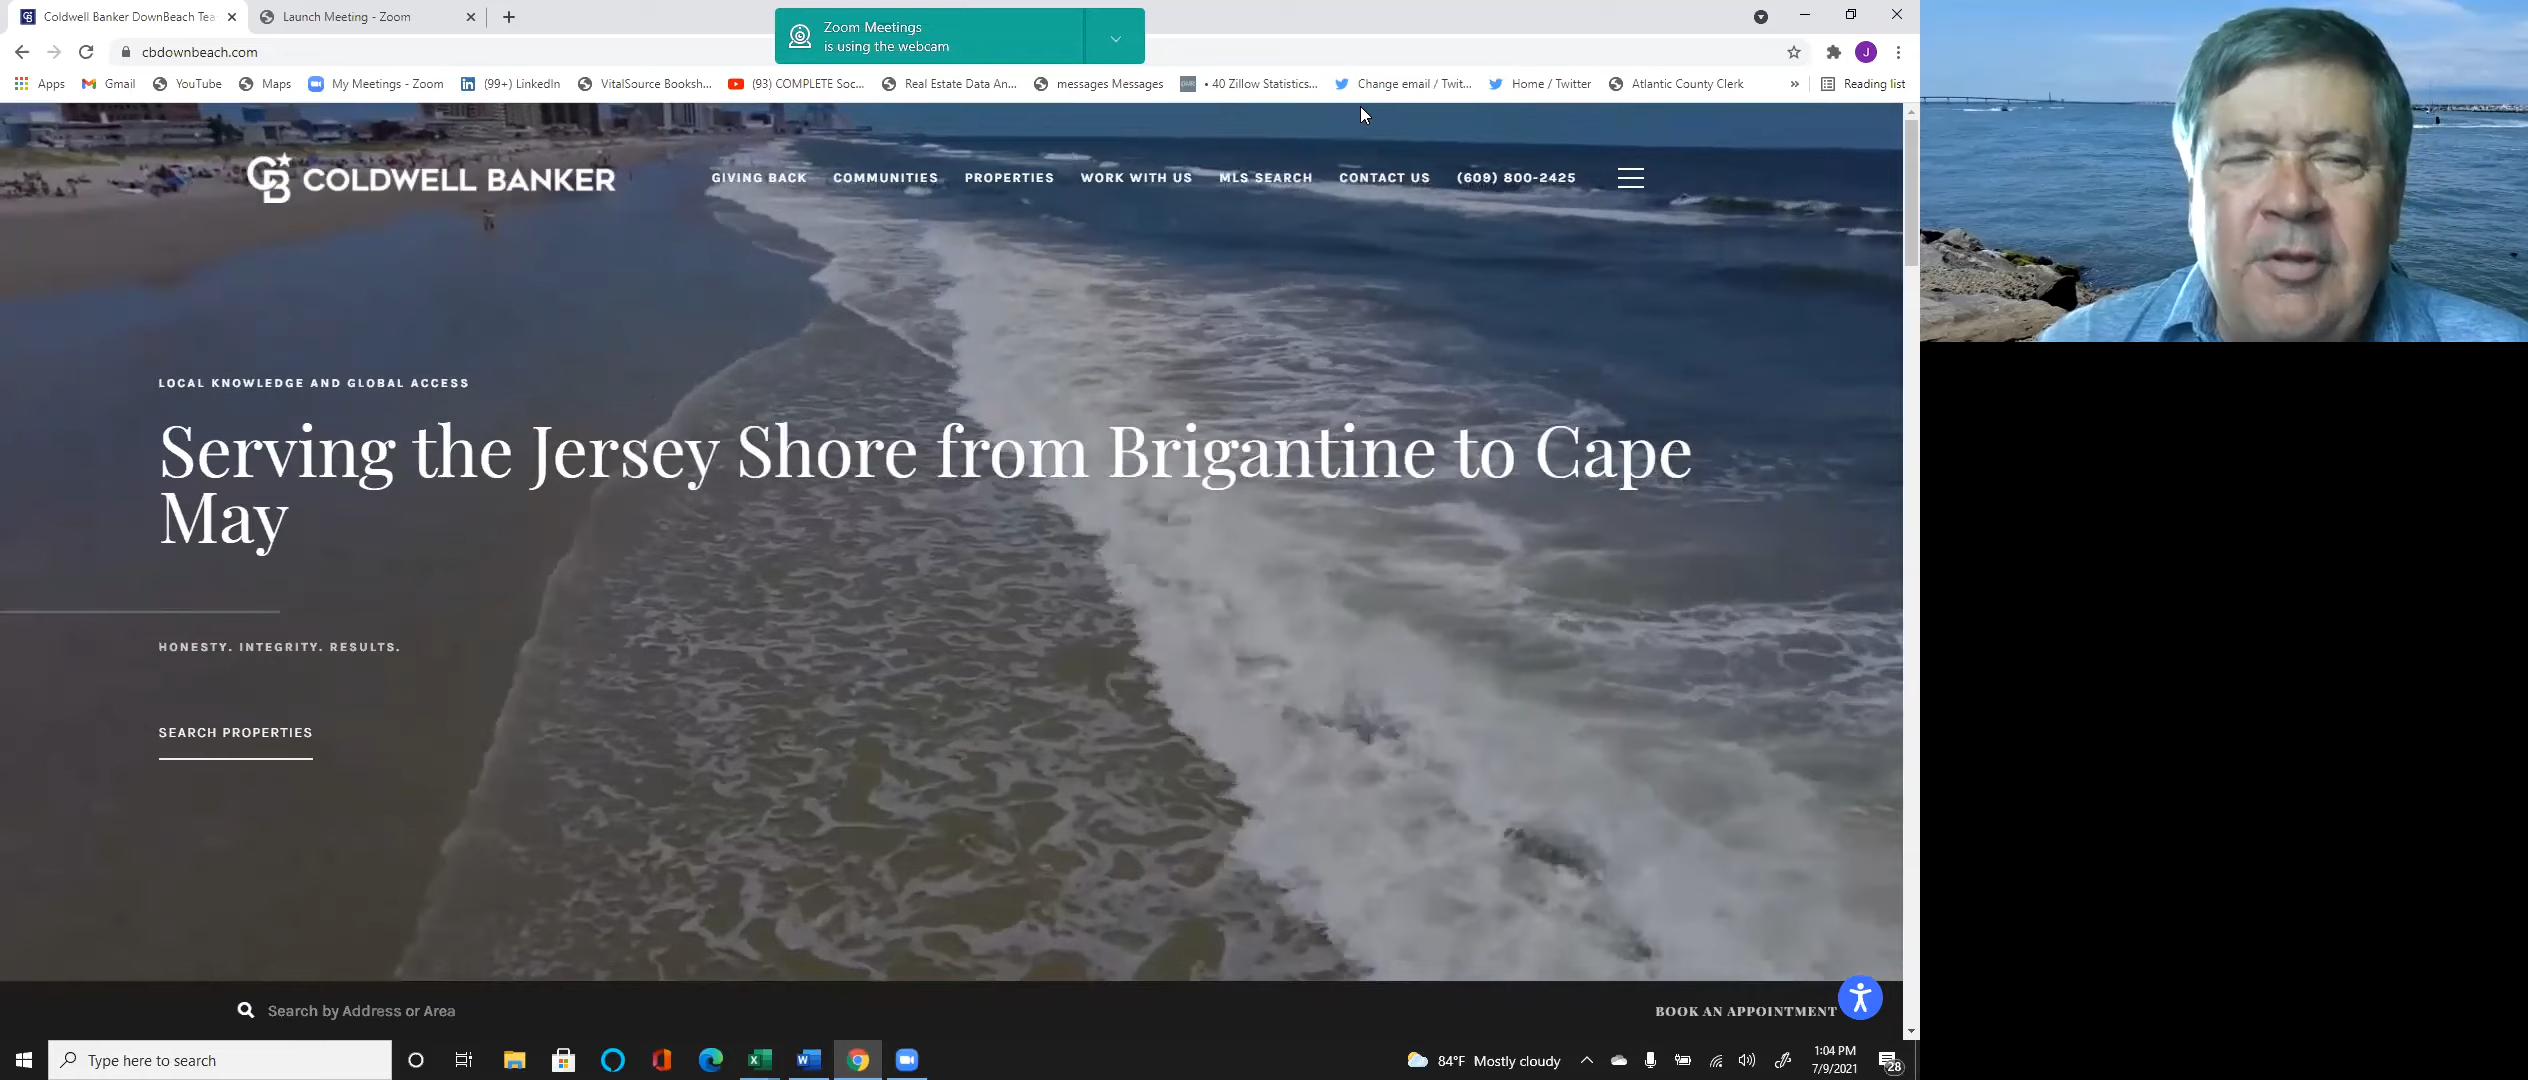 Coldwell Banker DownBeach Tea
Launch Meeting - Zoom
Zoom Meetings
is using the webcam
cbdownbeach.com
J
Apps
Gmail
YouTube
Maps
My Meetings - Zoom
(99+) LinkedIn
VitalSource Booksh...
(93) COMPLETE Soc...
Real Estate Data An...
messages Messages
• 40 Zillow Statistics...
Change email / Twit...
Home / Twitter
Atlantic County Clerk
»
Reading list
COLDWELL BANKER
GIVING BACK
COMMUNITIES
PROPERTIES
WORK WITH US
MLS SEARCH
CONTACT US
(609) 800-2425
LOCAL KNOWLEDGE AND GLOBAL ACCESS
Serving the Jersey Shore from Brigantine to Cape
May
HONESTY. INTEGRITY. RESULTS.
SEARCH PROPERTIES
Search by Address or Area
BOOK AN APPOINTMENT
Type here to search
84°F Mostly cloudy
1:04 PM
7/9/2021
28